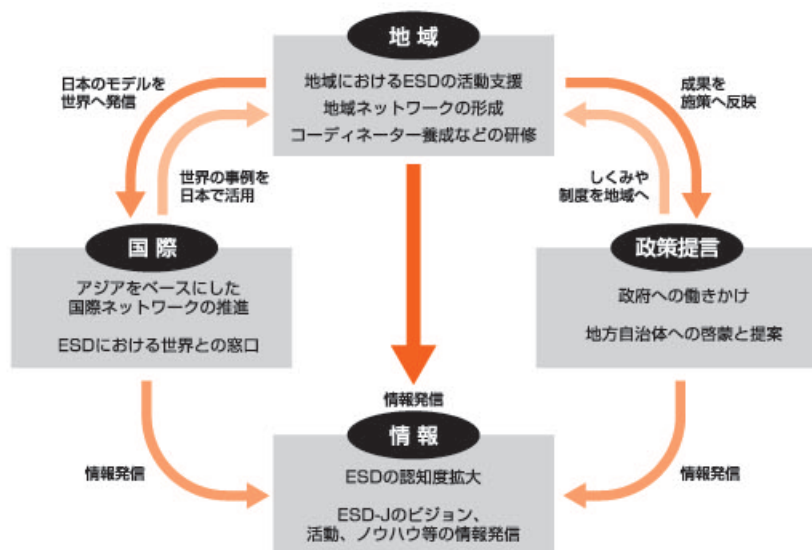 地域
地域におけるESDの活動支援
地域ネットワークの形成
コーディネーター養成などの研修
日本のモデルを
世界へ発信
成果を
施策へ反映
世界の事例を
日本で活用
しくみや
制度を地域へ
国際
アジアをベースにした
国際ネットワークの推進
ESDにおける世界との窓口
政策提言
政府への働きかけ
地方自治体への啓蒙と提案
情報発信
情報発信
情報発信
情報
ESDの認知度拡大
ESD-Jのビジョン、
活動、ノウハウ等の情報発信